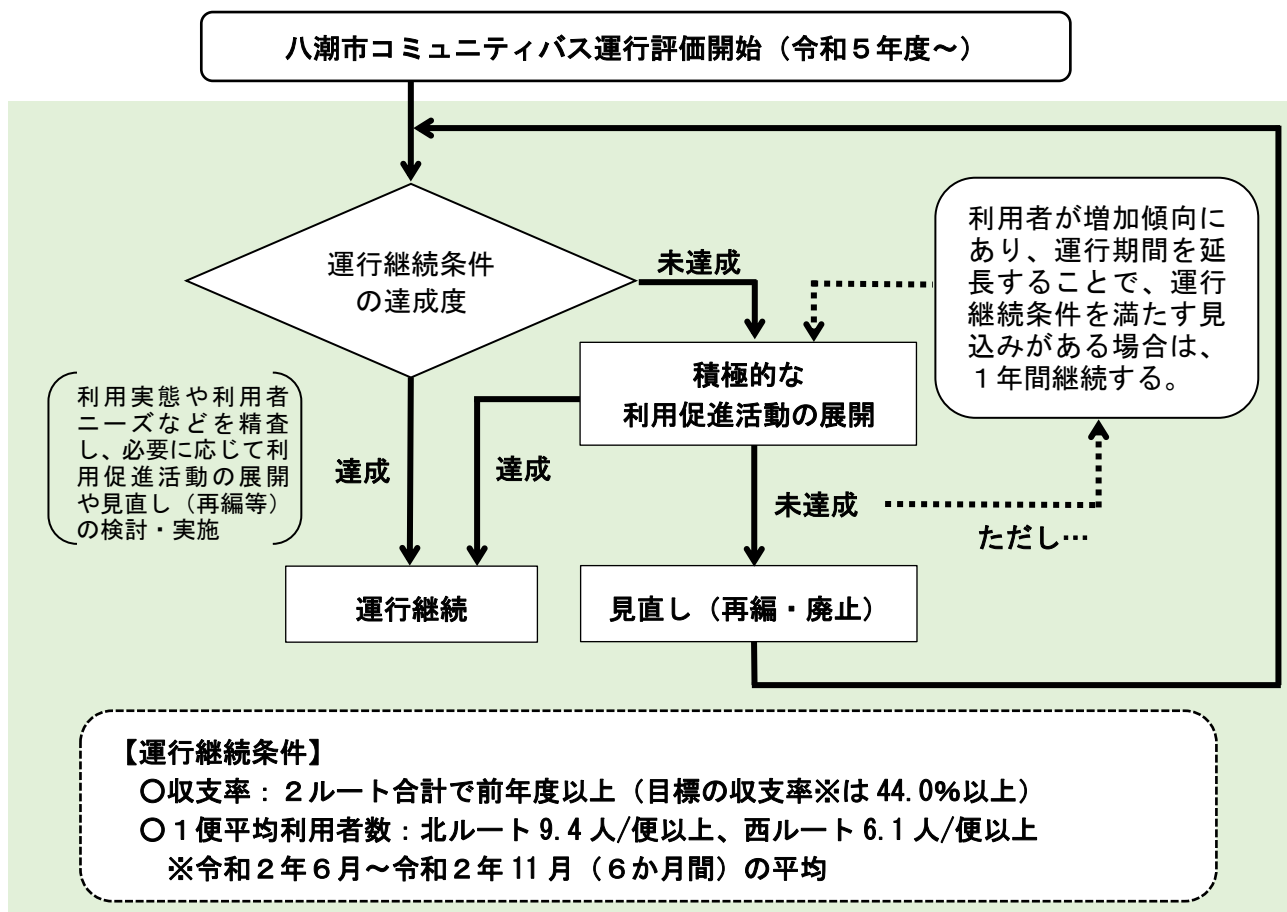 八潮市コミュニティバス運行評価開始（令和５年度～）
運行継続条件
の達成度
未達成
利用者が増加傾向に
あり、運行期間を延
長することで、運行
継続条件を満たす見
込みがある場合は、
１年間継続する。
積極的な
利用促進活動の展開
利用実態や利用者
ニーズなどを精査
し、必要に応じて利
用促進活動の展開
や見直し（再編等）
の検討・実施
達成
達成
未達成
ただし…
運行継続
見直し（再編・廃止）
【運行継続条件】
〇収支率：２ルート合計で前年度以上（目標の収支率※は 44.0％以上）
〇１便平均利用者数：北ルート 9.4 人/便以上、西ルート 6.1 人/便以上
※令和２年６月～令和２年 11 月（６か月間）の平均